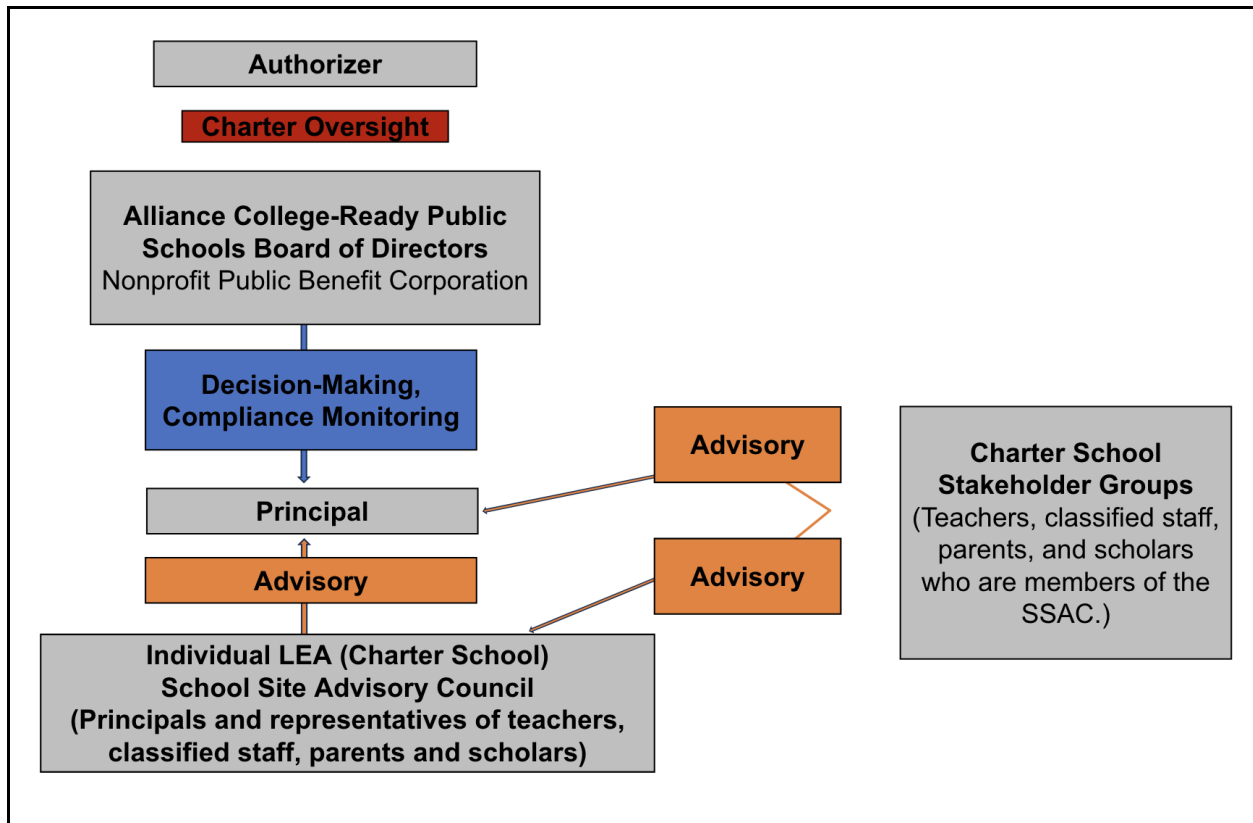 Authorizer
Charter Oversight
Alliance College-Ready Public
Schools Board of Directors
Nonprofit Public Benefit Corporation
Decision-Making,
Compliance Monitoring
Principal
Advisory
Individual LEA (Charter School)
School Site Advisory Council
(Principals and representatives of teachers,
classified staff, parents and scholars)
Advisory
Advisory
Charter School
Stakeholder Groups
(Teachers, classified staff,
parents, and scholars
who are members of the
SSAC.)